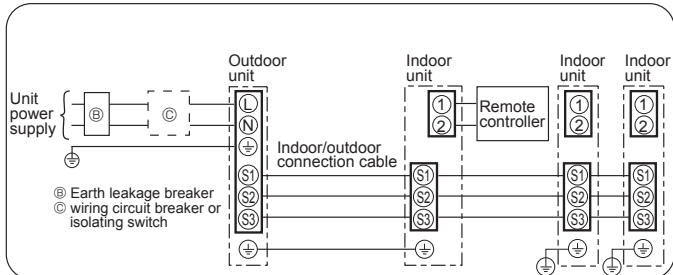 Outdoor
unit
Indoor
unit
Indoor
unit
Indoor
unit
Unit
power
supply
Ⓑ
Ⓒ
L
N
1
2
Remote
controller
1
2
1
2
Indoor/outdoor
connection cable
S1
S2
S3
S1
S2
S3
S1
S2
S3
S1
S2
S3
Ⓑ Earth leakage breaker
Ⓒ wiring circuit breaker or
isolating switch